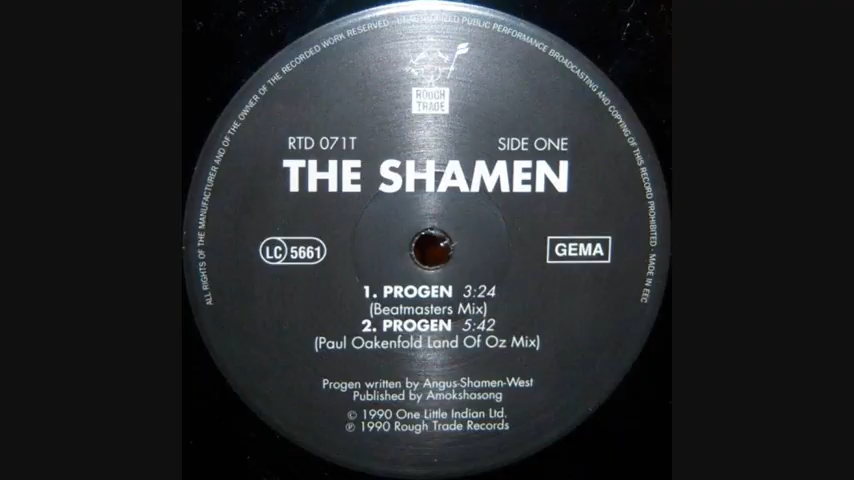 ALL RIGHTS OF THE MANUFACTURER AND OF THE OWNER OF THE RECORDED WORK RESERVED - UNAUTHORIZED PUBLIC PERFORMANCE BROADCASTING AND COPYING OF THIS RECORD PROHIBITED - MADE IN EEC
ROUGH
TRADE
RTD 071T SIDE ONE
THE SHAMEN
LC 5661 GEMA
1. PROGEN 3:24
(Beatmasters Mix)
2. PROGEN 5:42
(Paul Oakenfold Land Of Oz Mix)
Progen written by Angus-Shamen-West
Published by Amokshasong
© 1990 One Little Indian Ltd.
℗ 1990 Rough Trade Records